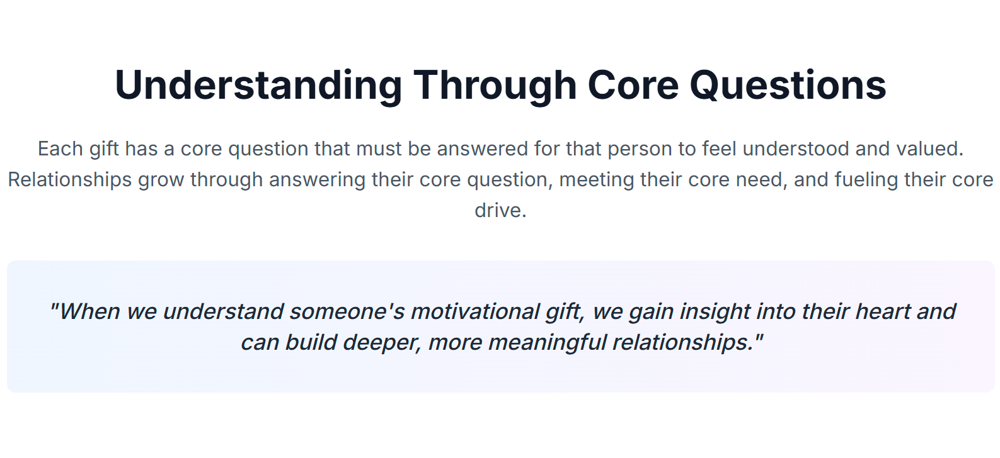 Understanding Through Core Questions
Each gift has a core question that must be answered for that person to feel understood and valued.
Relationships grow through answering their core question, meeting their core need, and fueling their core
drive.
"When we understand someone's motivational gift, we gain insight into their heart and
can build deeper, more meaningful relationships."